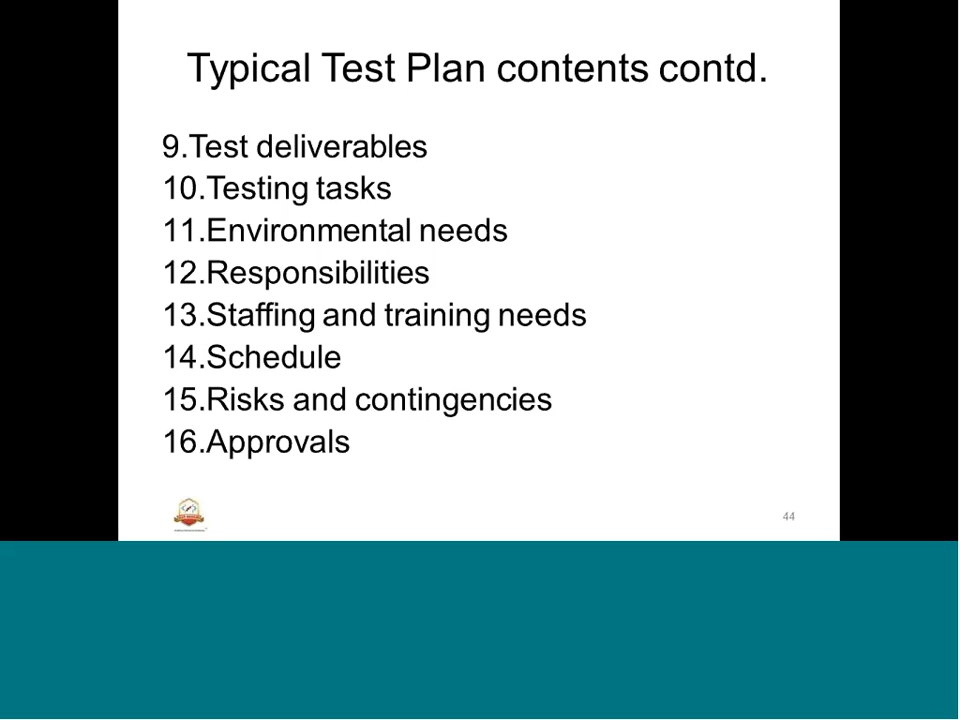 Typical Test Plan contents contd.
9.Test deliverables
10.Testing tasks
11.Environmental needs
12.Responsibilities
13.Staffing and training needs
14.Schedule
15.Risks and contingencies
16.Approvals
44